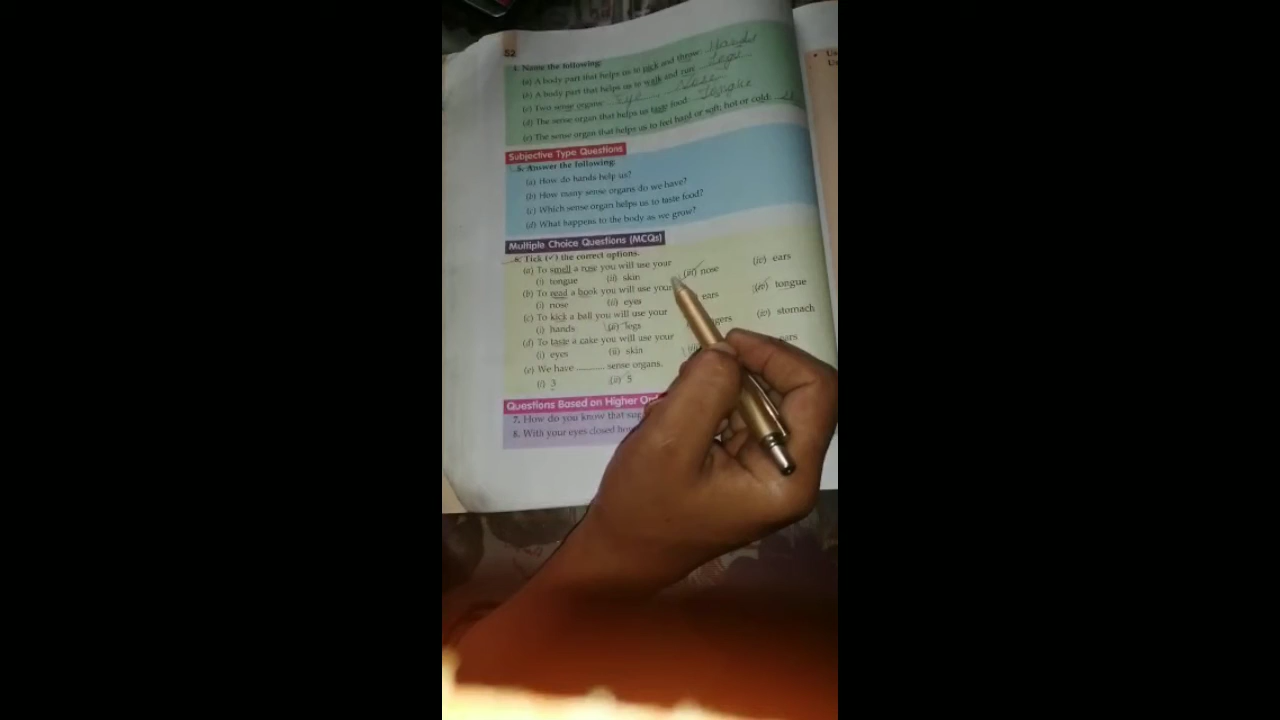 52
4. Name the following:
(a) A body part that helps us to pick and throw: Hands
(b) A body part that helps us to walk and run: Legs
(c) Two sense organs: Eye Nose
(d) The sense organ that helps us taste food: Tongue
(e) The sense organ that helps us to feel hard or soft; hot or cold:
Subjective Type Questions
5. Answer the following:
(a) How do hands help us?
(b) How many sense organs do we have?
(c) Which sense organ helps us to taste food?
(d) What happens to the body as we grow?
Multiple Choice Questions (MCQs)
6. Tick (✓) the correct options.
(a) To smell a rose you will use your
(i) tongue (ii) skin (iii) nose (iv) ears
(b) To read a book you will use your
(i) nose (ii) eyes ears (iv) tongue
(c) To kick a ball you will use your
(i) hands (ii) legs (iv) stomach
(d) To taste a cake you will use your
(i) eyes (ii) skin ears
(e) We have ______ sense organs.
(i) 3 (ii) 5
Questions Based on Higher
7. How do you know that
8. With your eyes closed